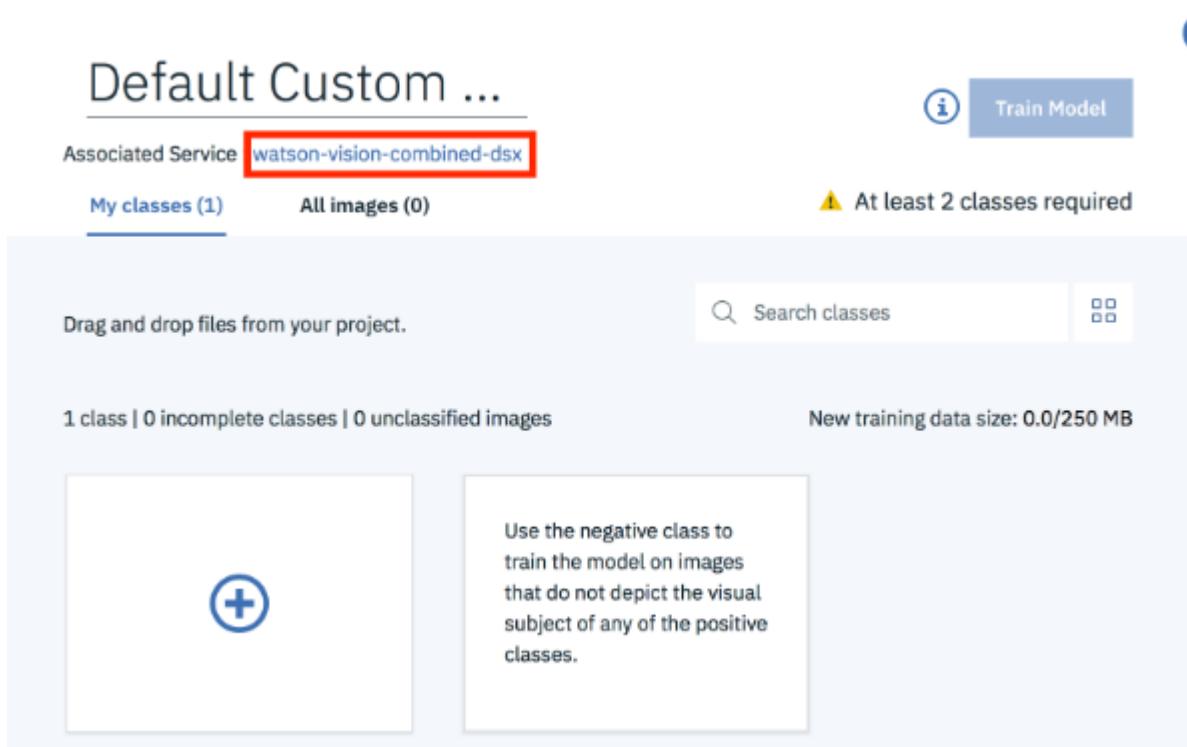 Default Custom ...
Train Model
Associated Service watson-vision-combined-dsx
My classes (1) All images (0)
At least 2 classes required
Drag and drop files from your project.
Search classes
1 class | 0 incomplete classes | 0 unclassified images
New training data size: 0.0/250 MB
Use the negative class to
train the model on images
that do not depict the visual
subject of any of the positive
classes.